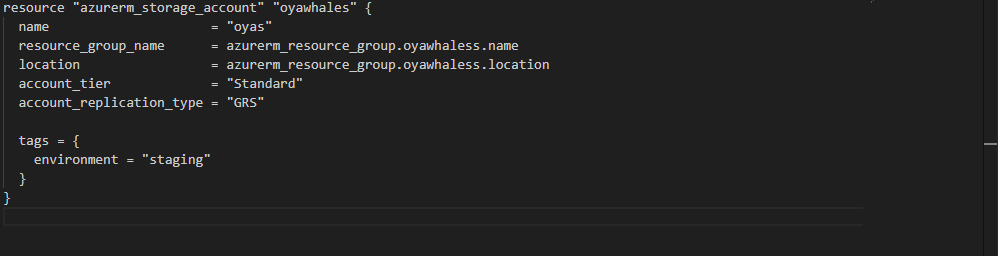 resource "azurerm_storage_account" "oyawhales" {
  name                     = "oyas"
  resource_group_name      = azurerm_resource_group.oyawhaless.name
  location                 = azurerm_resource_group.oyawhaless.location
  account_tier             = "Standard"
  account_replication_type = "GRS"

  tags = {
    environment = "staging"
  }
}